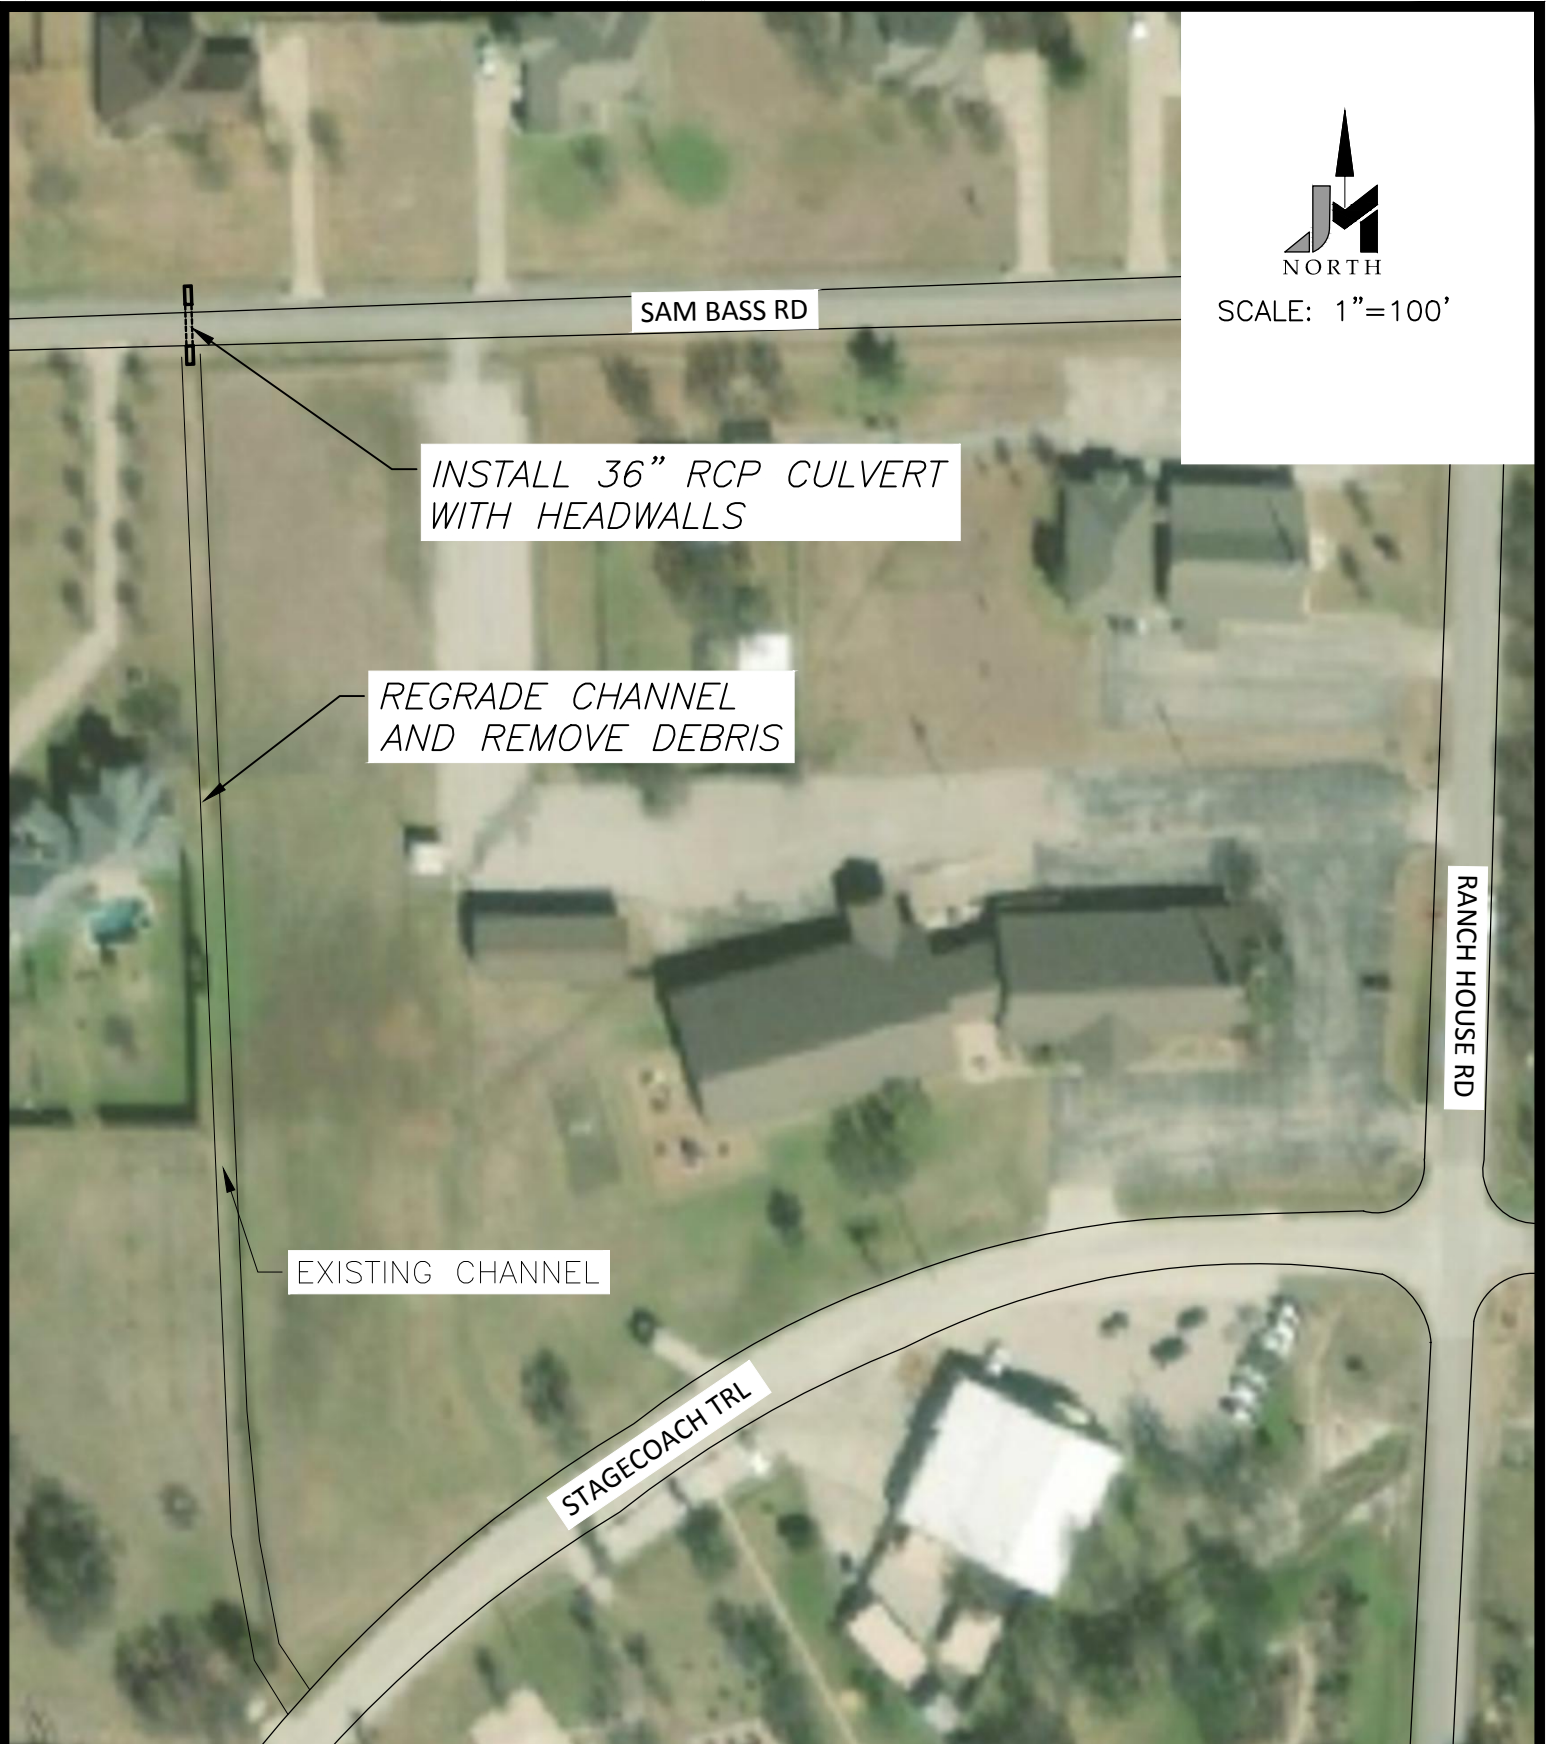 JM
NORTH
SCALE: 1"=100'
SAM BASS RD
INSTALL 36" RCP CULVERT
WITH HEADWALLS
REGRADE CHANNEL
AND REMOVE DEBRIS
RANCH HOUSE RD
EXISTING CHANNEL
STAGECOACH TRL